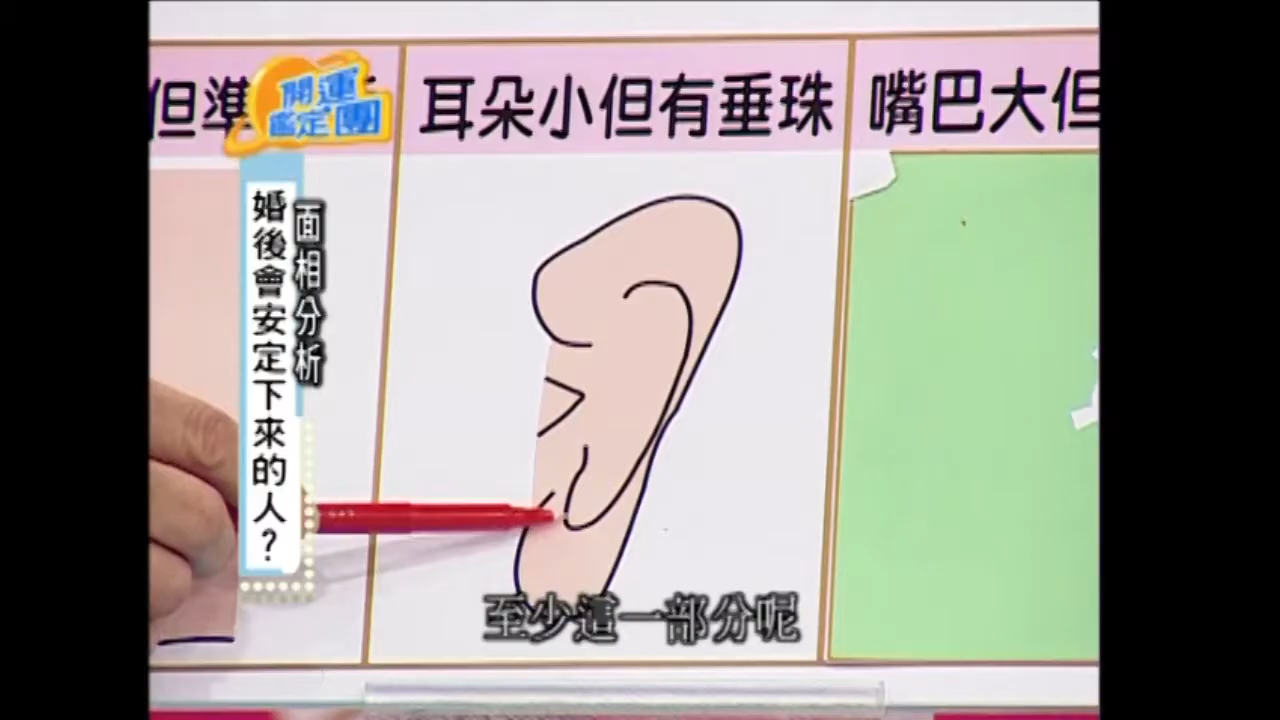 但準
耳朵小但有垂珠
嘴巴大但
開運
鑑定團
面相分析
婚後會安定下來的人?
至少這一部分呢